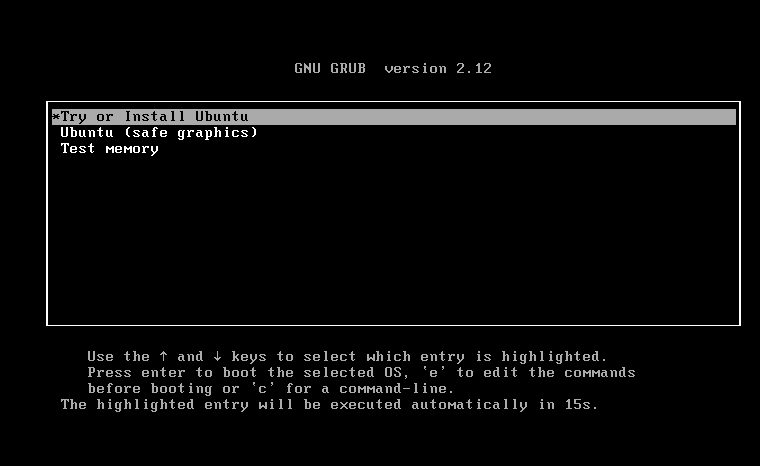 GNU GRUB  version 2.12
*Try or Install Ubuntu
Ubuntu (safe graphics)
Test memory
Use the ↑ and ↓ keys to select which entry is highlighted.
Press enter to boot the selected OS, `e' to edit the commands
before booting or `c' for a command-line.
The highlighted entry will be executed automatically in 15s.